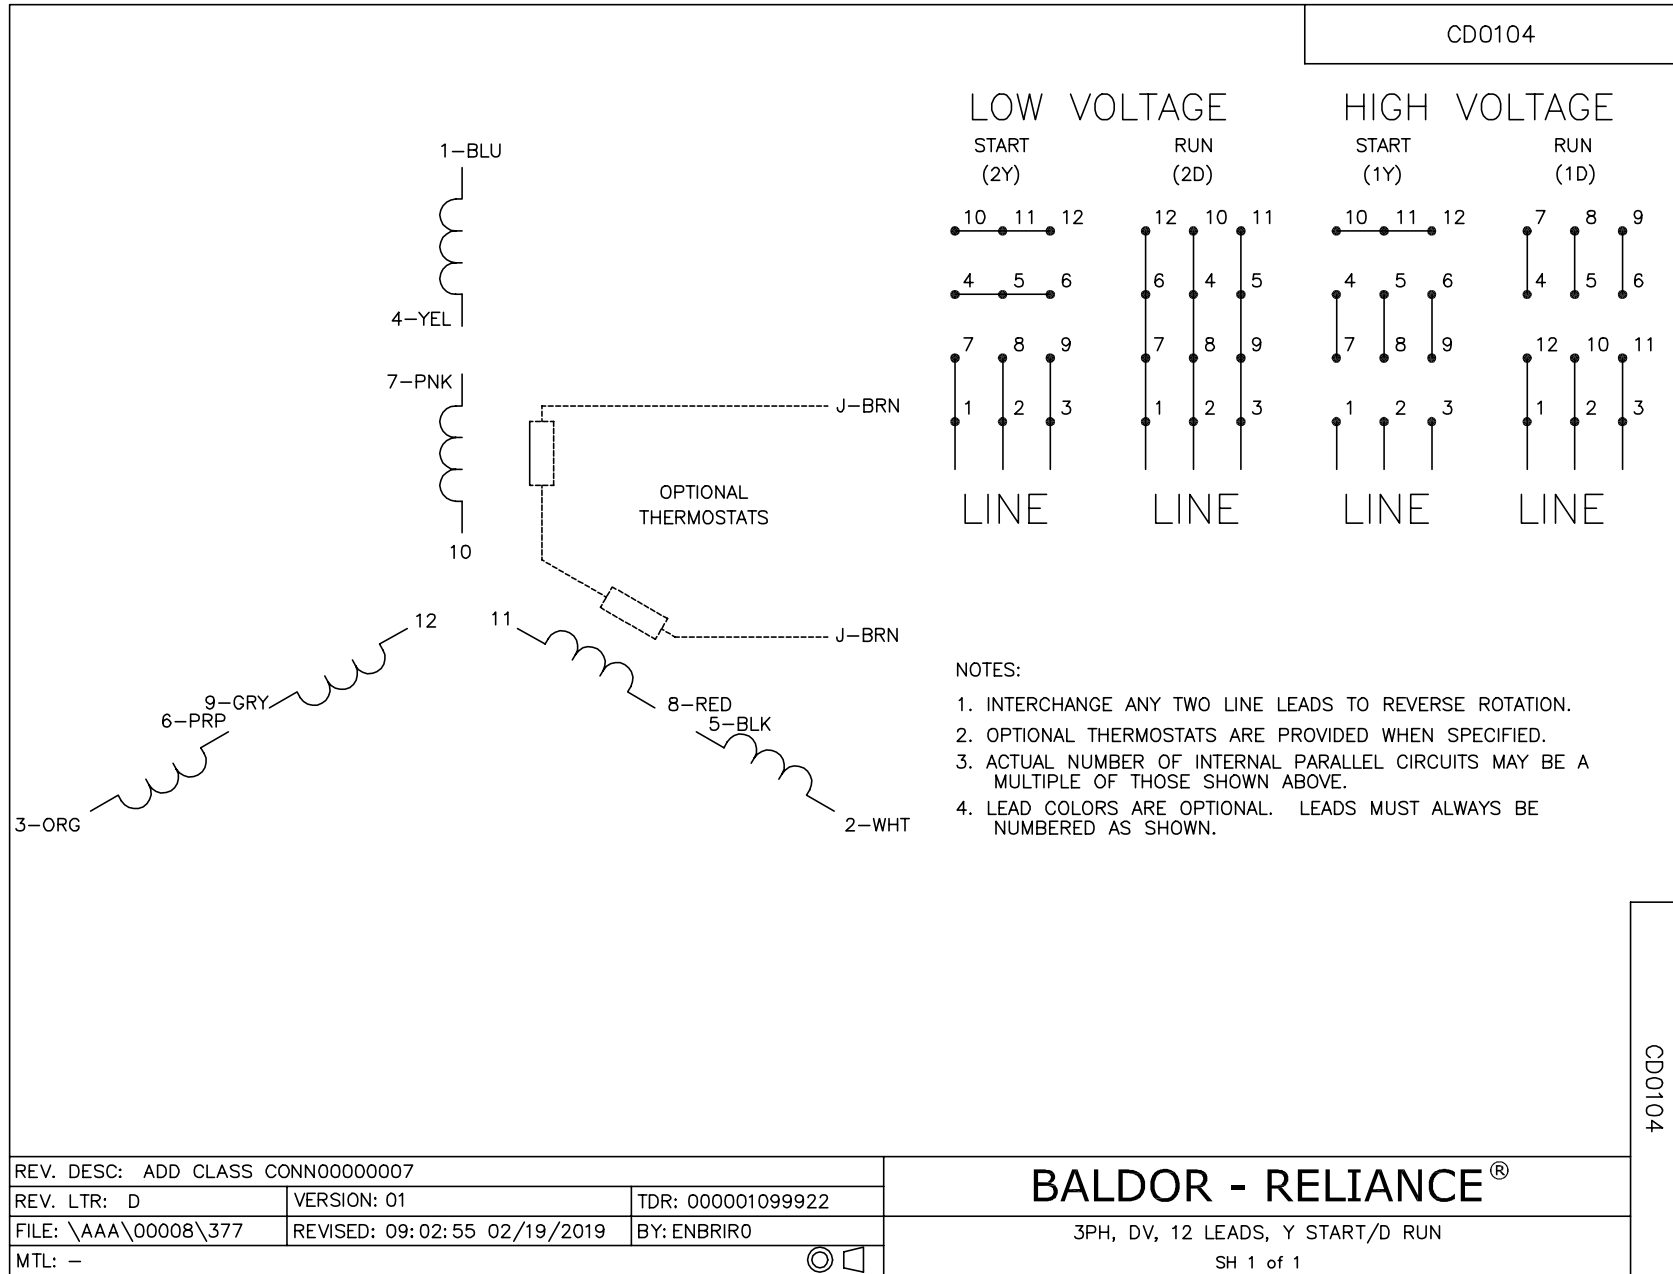 CD0104
LOW VOLTAGE HIGH VOLTAGE
START RUN START RUN
(2Y) (2D) (1Y) (1D)
10 11 12 12 10 11 10 11 12 7 8 9
4 5 6 6 4 5 4 5 6 4 5 6
7 8 9 7 8 9 7 8 9 12 10 11
1 2 3 1 2 3 1 2 3 1 2 3
LINE LINE LINE LINE
1-BLU
4-YEL
7-PNK
10
J-BRN
OPTIONAL
THERMOSTATS
J-BRN
12
11
9-GRY
6-PRP
3-ORG
8-RED
5-BLK
2-WHT
NOTES:
1. INTERCHANGE ANY TWO LINE LEADS TO REVERSE ROTATION.
2. OPTIONAL THERMOSTATS ARE PROVIDED WHEN SPECIFIED.
3. ACTUAL NUMBER OF INTERNAL PARALLEL CIRCUITS MAY BE A
MULTIPLE OF THOSE SHOWN ABOVE.
4. LEAD COLORS ARE OPTIONAL. LEADS MUST ALWAYS BE
NUMBERED AS SHOWN.
CD0104
REV. DESC: ADD CLASS CONN00000007
REV. LTR: D VERSION: 01 TDR: 000001099922
FILE: \AAA\00008\377 REVISED: 09:02:55 02/19/2019 BY: ENBRIR0
MTL: -
BALDOR - RELIANCE®
3PH, DV, 12 LEADS, Y START/D RUN
SH 1 of 1